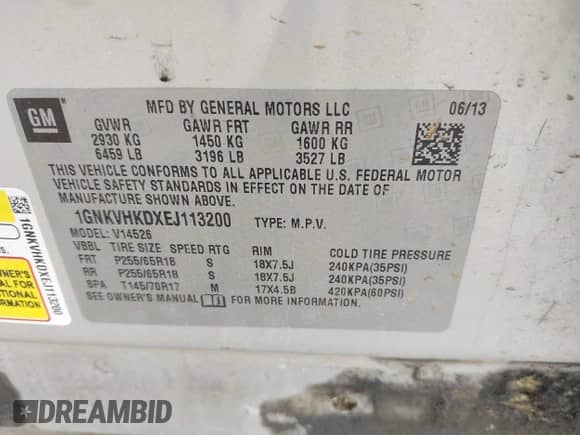 GM
MFD BY GENERAL MOTORS LLC 06/13
GVWR GAWR FRT GAWR RR
2930 KG 1450 KG 1600 KG
6459 LB 3196 LB 3527 LB
THIS VEHICLE CONFORMS TO ALL APPLICABLE U.S. FEDERAL MOTOR
VEHICLE SAFETY STANDARDS IN EFFECT ON THE DATE OF
MANUFACTURE SHOWN ABOVE.
1GNKVHKDXEJ113200 TYPE: M.P.V.
MODEL: V14526
VBBL TIRE SIZE SPEED RTG RIM COLD TIRE PRESSURE
FRT P255/65R18 S 18X7.5J 240KPA(35PSI)
RR P255/65R18 S 18X7.5J 240KPA(35PSI)
SPA T145/70R17 M 17X4.5B 420KPA(60PSI)
SEE OWNER'S MANUAL FOR MORE INFORMATION
1GNKVHKDXEJ113200
OWNER'S
FOR
DREAMBID